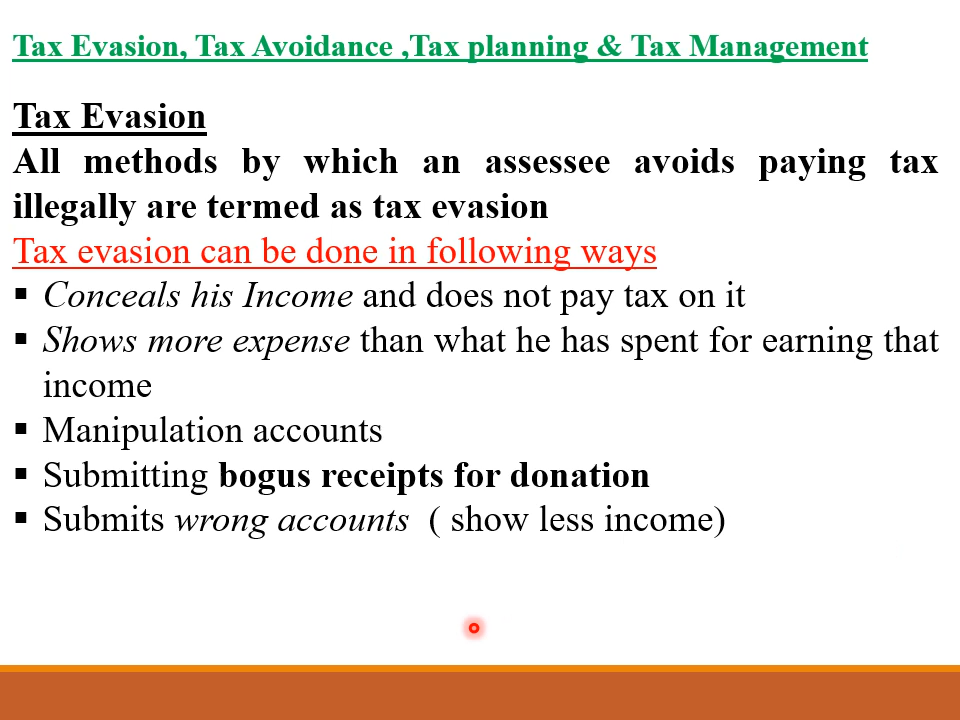 Tax Evasion, Tax Avoidance ,Tax planning & Tax Management
Tax Evasion
All methods by which an assessee avoids paying tax
illegally are termed as tax evasion
Tax evasion can be done in following ways
▪ Conceals his Income and does not pay tax on it
▪ Shows more expense than what he has spent for earning that
income
▪ Manipulation accounts
▪ Submitting bogus receipts for donation
▪ Submits wrong accounts ( show less income)